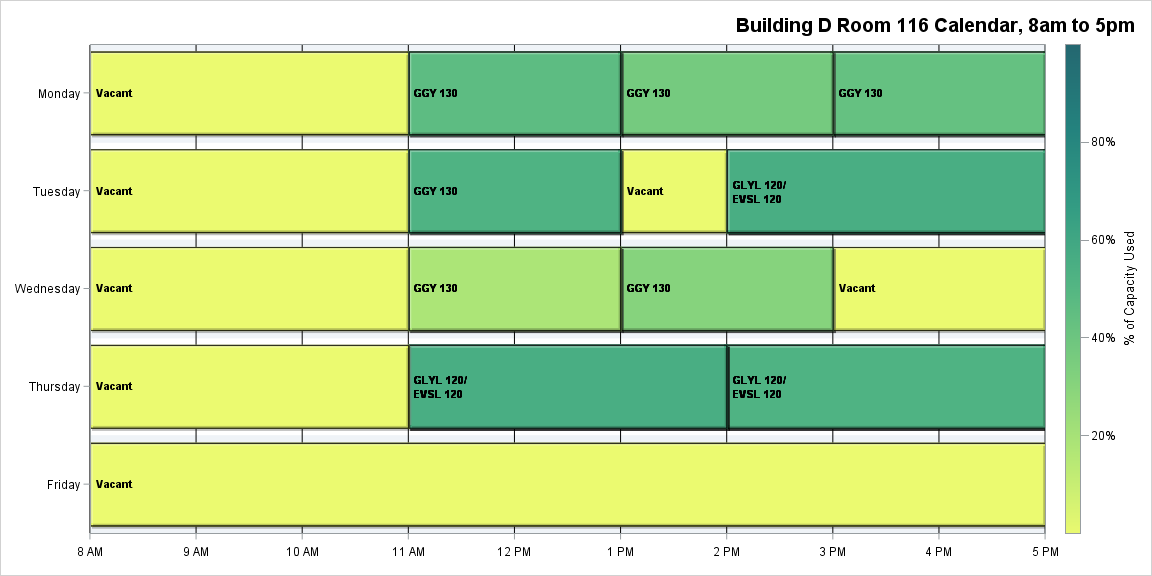 Building D Room 116 Calendar, 8am to 5pm
Monday
Vacant
GGY 130
GGY 130
GGY 130
Tuesday
Vacant
GGY 130
Vacant
GLYL 120/
EVSL 120
Wednesday
Vacant
GGY 130
GGY 130
Vacant
Thursday
Vacant
GLYL 120/
EVSL 120
GLYL 120/
EVSL 120
Friday
Vacant
8 AM
9 AM
10 AM
11 AM
12 PM
1 PM
2 PM
3 PM
4 PM
5 PM
80%
60%
40%
20%
% of Capacity Used